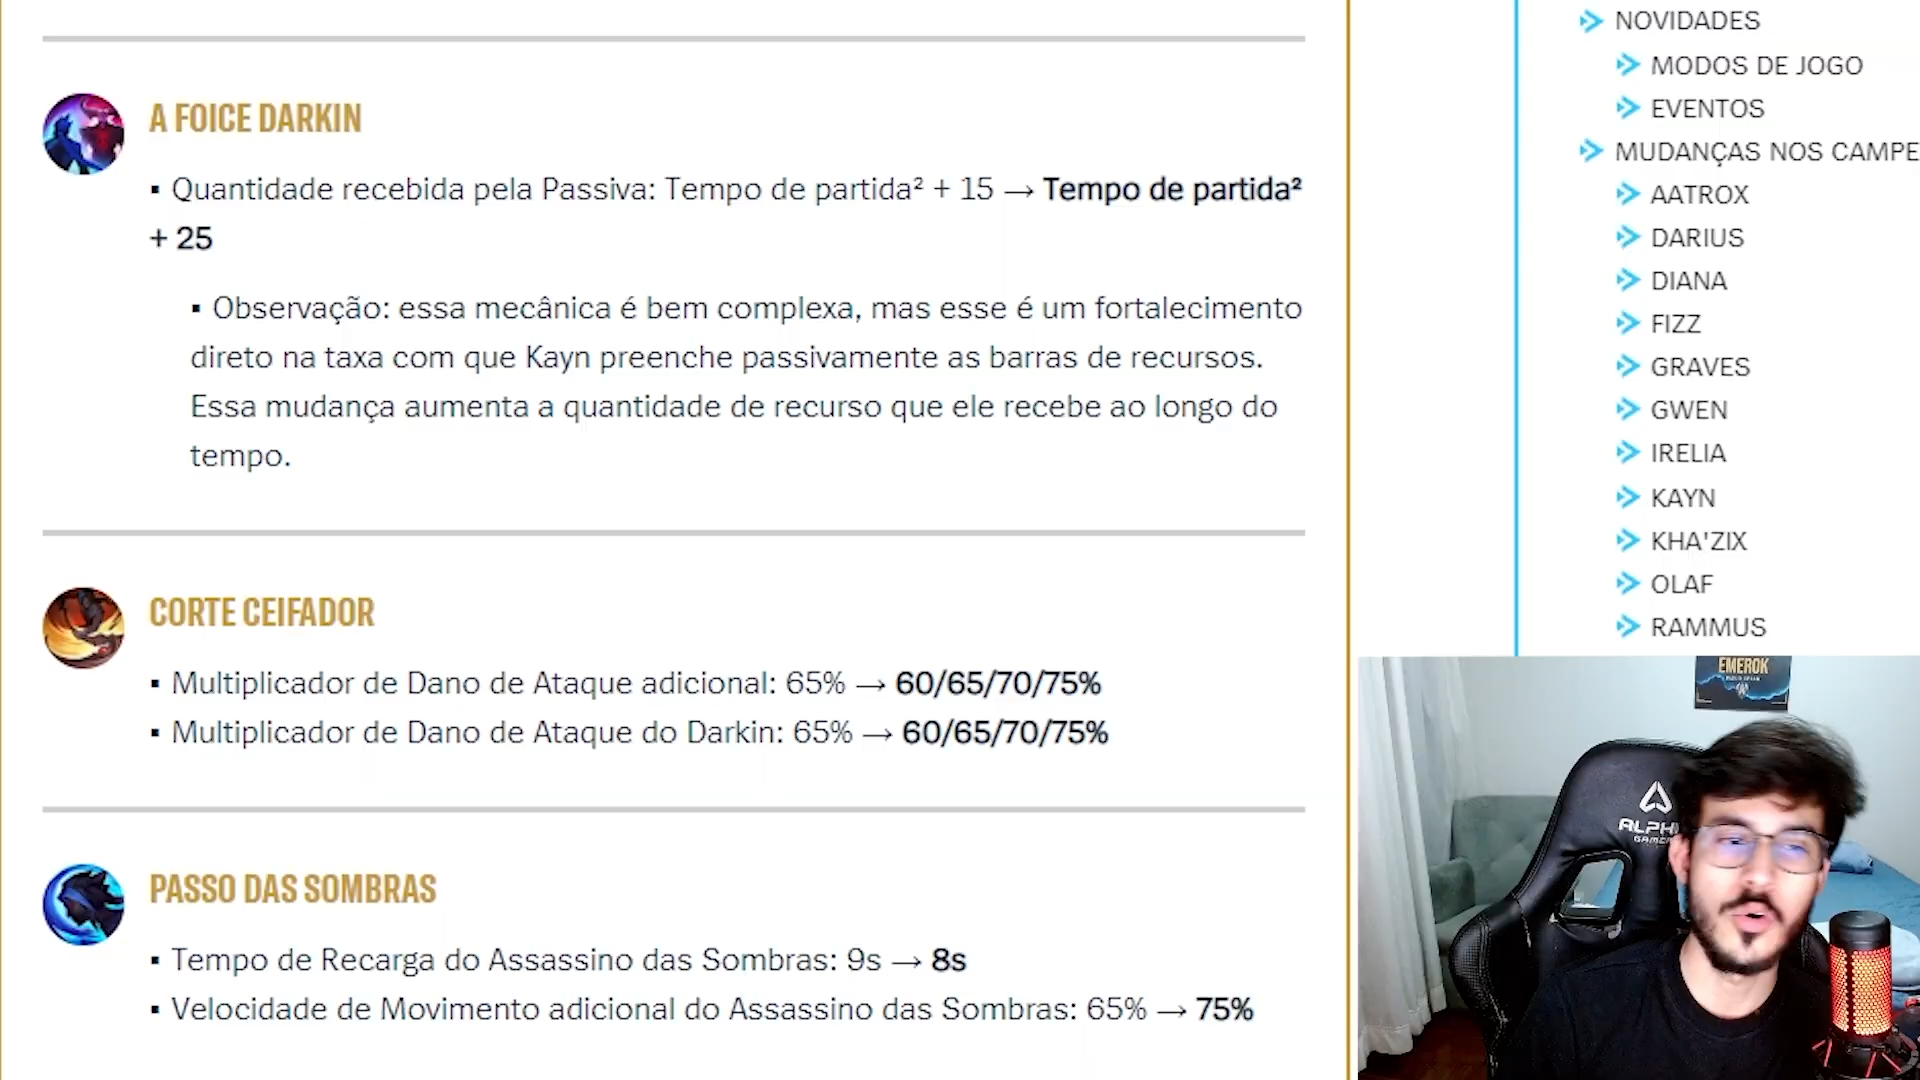 A FOICE DARKIN
▪ Quantidade recebida pela Passiva: Tempo de partida² + 15 → Tempo de partida²
+ 25
▪ Observação: essa mecânica é bem complexa, mas esse é um fortalecimento
direto na taxa com que Kayn preenche passivamente as barras de recursos.
Essa mudança aumenta a quantidade de recurso que ele recebe ao longo do
tempo.
CORTE CEIFADOR
▪ Multiplicador de Dano de Ataque adicional: 65% → 60/65/70/75%
▪ Multiplicador de Dano de Ataque do Darkin: 65% → 60/65/70/75%
PASSO DAS SOMBRAS
▪ Tempo de Recarga do Assassino das Sombras: 9s → 8s
▪ Velocidade de Movimento adicional do Assassino das Sombras: 65% → 75%
NOVIDADES
MODOS DE JOGO
EVENTOS
MUDANÇAS NOS CAMPE
AATROX
DARIUS
DIANA
FIZZ
GRAVES
GWEN
IRELIA
KAYN
KHA'ZIX
OLAF
RAMMUS
EMEROK
ALPH